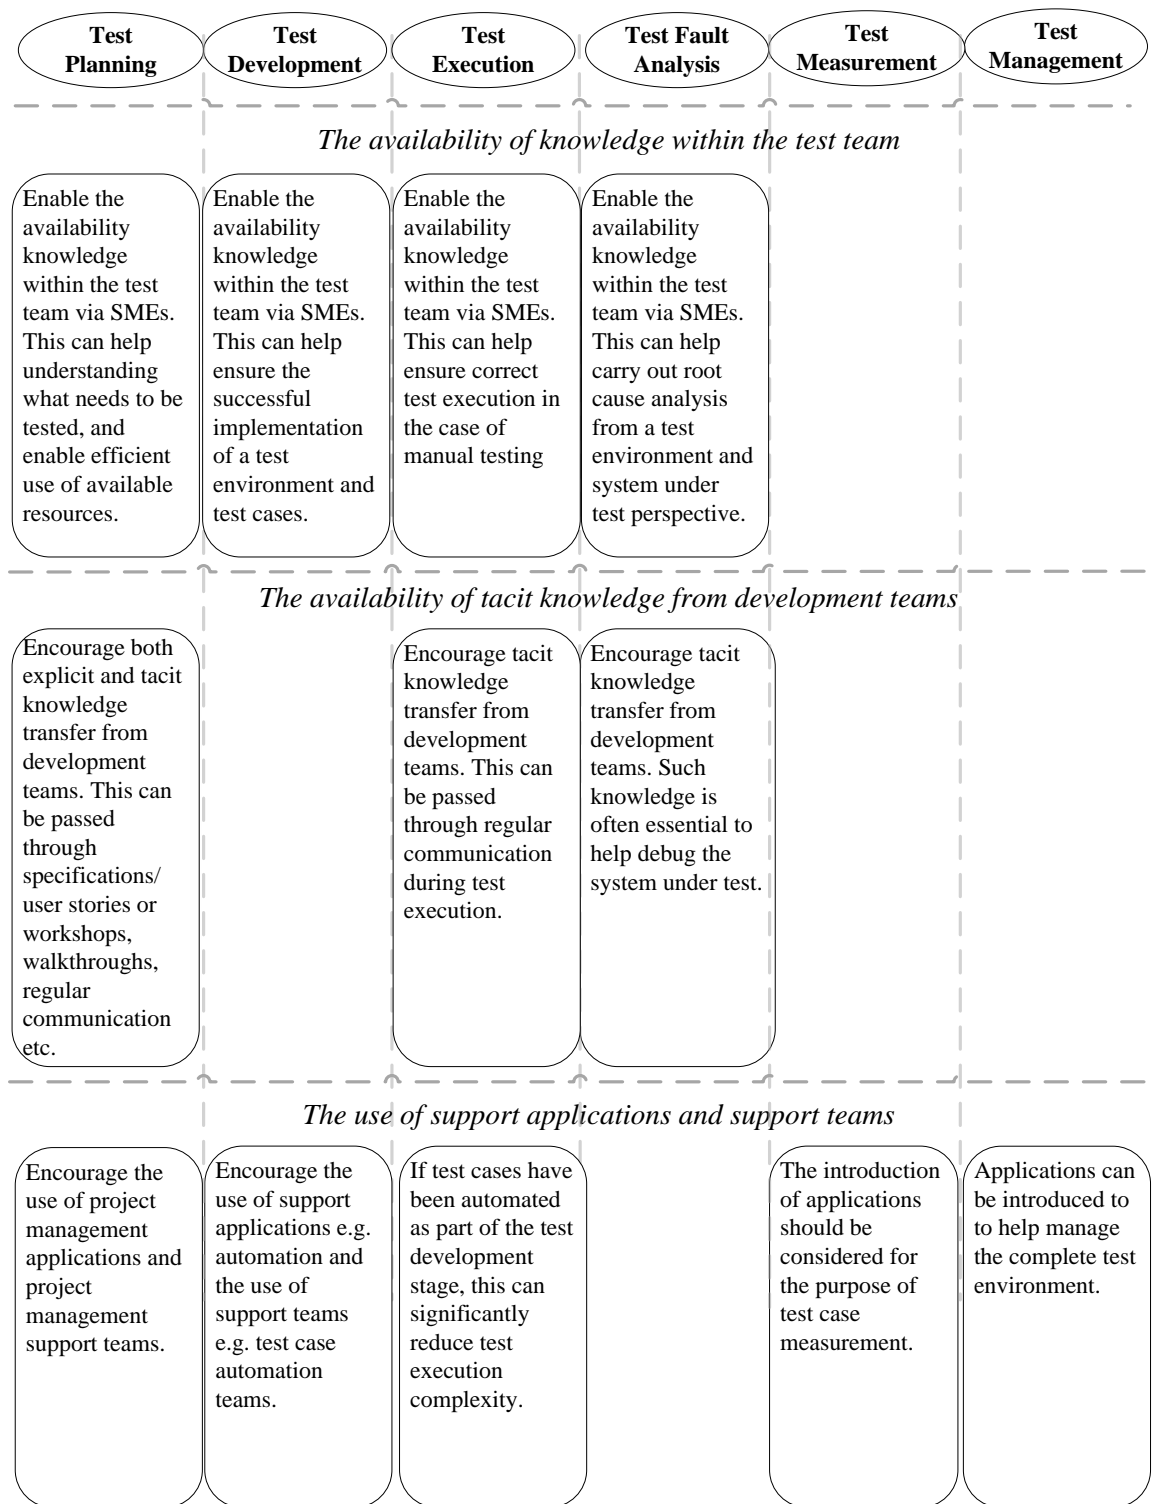 Test
Planning
Test
Development
Test
Execution
Test Fault
Analysis
Test
Measurement
Test
Management
The availability of knowledge within the test team
Enable the
availability
knowledge
within the test
team via SMEs.
This can help
understanding
what needs to be
tested, and
enable efficient
use of available
resources.
Enable the
availability
knowledge
within the test
team via SMEs.
This can help
ensure the
successful
implementation
of a test
environment and
test cases.
Enable the
availability
knowledge
within the test
team via SMEs.
This can help
ensure correct
test execution in
the case of
manual testing
Enable the
availability
knowledge
within the test
team via SMEs.
This can help
carry out root
cause analysis
from a test
environment and
system under
test perspective.
The availability of tacit knowledge from development teams
Encourage both
explicit and tacit
knowledge
transfer from
development
teams. This can
be passed
through
specifications/
user stories or
workshops,
walkthroughs,
regular
communication
etc.
Encourage tacit
knowledge
transfer from
development
teams. This can
be passed
through regular
communication
during test
execution.
Encourage tacit
knowledge
transfer from
development
teams. Such
knowledge is
often essential to
help debug the
system under test.
The use of support applications and support teams
Encourage the
use of project
management
applications and
project
management
support teams.
Encourage the
use of support
applications e.g.
automation and
the use of
support teams
e.g. test case
automation
teams.
If test cases have
been automated
as part of the test
development
stage, this can
significantly
reduce test
execution
complexity.
The introduction
of applications
should be
considered for
the purpose of
test case
measurement.
Applications can
be introduced to
to help manage
the complete test
environment.